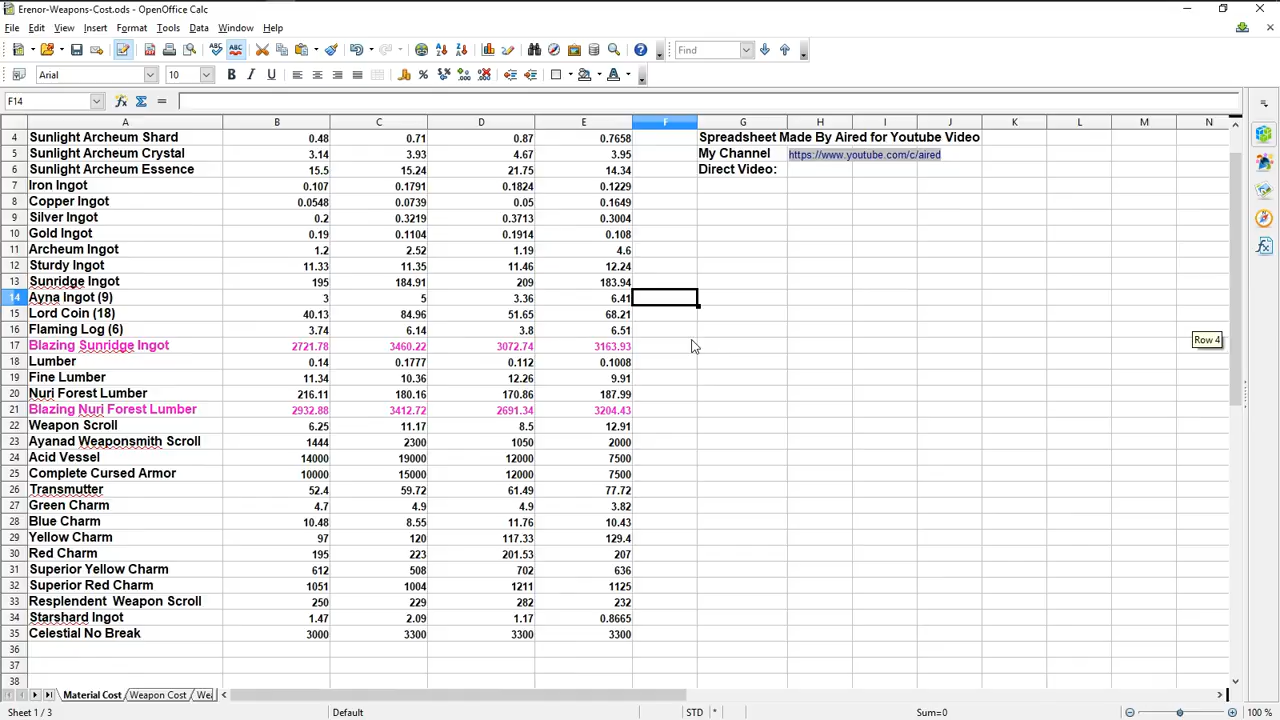 Erenor-Weapons-Cost.ods - OpenOffice Calc
File Edit View Insert Format Tools Data Window Help
Find
Arial 10
F14
A B C D E F G H I J K L M N
4 Sunlight Archeum Shard 0.48 0.71 0.87 0.7658 Spreadsheet Made By Aired for Youtube Video
5 Sunlight Archeum Crystal 3.14 3.93 4.67 3.95 My Channel https://www.youtube.com/c/aired
6 Sunlight Archeum Essence 15.5 15.24 21.75 14.34 Direct Video:
7 Iron Ingot 0.107 0.1791 0.1824 0.1229
8 Copper Ingot 0.0548 0.0739 0.05 0.1649
9 Silver Ingot 0.2 0.3219 0.3713 0.3004
10 Gold Ingot 0.19 0.1104 0.1914 0.108
11 Archeum Ingot 1.2 2.52 1.19 4.6
12 Sturdy Ingot 11.33 11.35 11.46 12.24
13 Sunridge Ingot 195 184.91 209 183.94
14 Ayna Ingot (9) 3 5 3.36 6.41
15 Lord Coin (18) 40.13 84.96 51.65 68.21
16 Flaming Log (6) 3.74 6.14 3.8 6.51
17 Blazing Sunridge Ingot 2721.78 3460.22 3072.74 3163.93
Row 4
18 Lumber 0.14 0.1777 0.112 0.1008
19 Fine Lumber 11.34 10.36 12.26 9.91
20 Nuri Forest Lumber 216.11 180.16 170.86 187.99
21 Blazing Nuri Forest Lumber 2932.88 3412.72 2691.34 3204.43
22 Weapon Scroll 6.25 11.17 8.5 12.91
23 Ayanad Weaponsmith Scroll 1444 2300 1050 2000
24 Acid Vessel 14000 19000 12000 7500
25 Complete Cursed Armor 10000 15000 12000 7500
26 Transmutter 52.4 59.72 61.49 77.72
27 Green Charm 4.7 4.9 4.9 3.82
28 Blue Charm 10.48 8.55 11.76 10.43
29 Yellow Charm 97 120 117.33 129.4
30 Red Charm 195 223 201.53 207
31 Superior Yellow Charm 612 508 702 636
32 Superior Red Charm 1051 1004 1211 1125
33 Resplendent Weapon Scroll 250 229 282 232
34 Starshard Ingot 1.47 2.09 1.17 0.8665
35 Celestial No Break 3000 3300 3300 3300
36
37
38
Material Cost Weapon Cost Wea
Sheet 1 / 3 Default STD * Sum=0 100 %